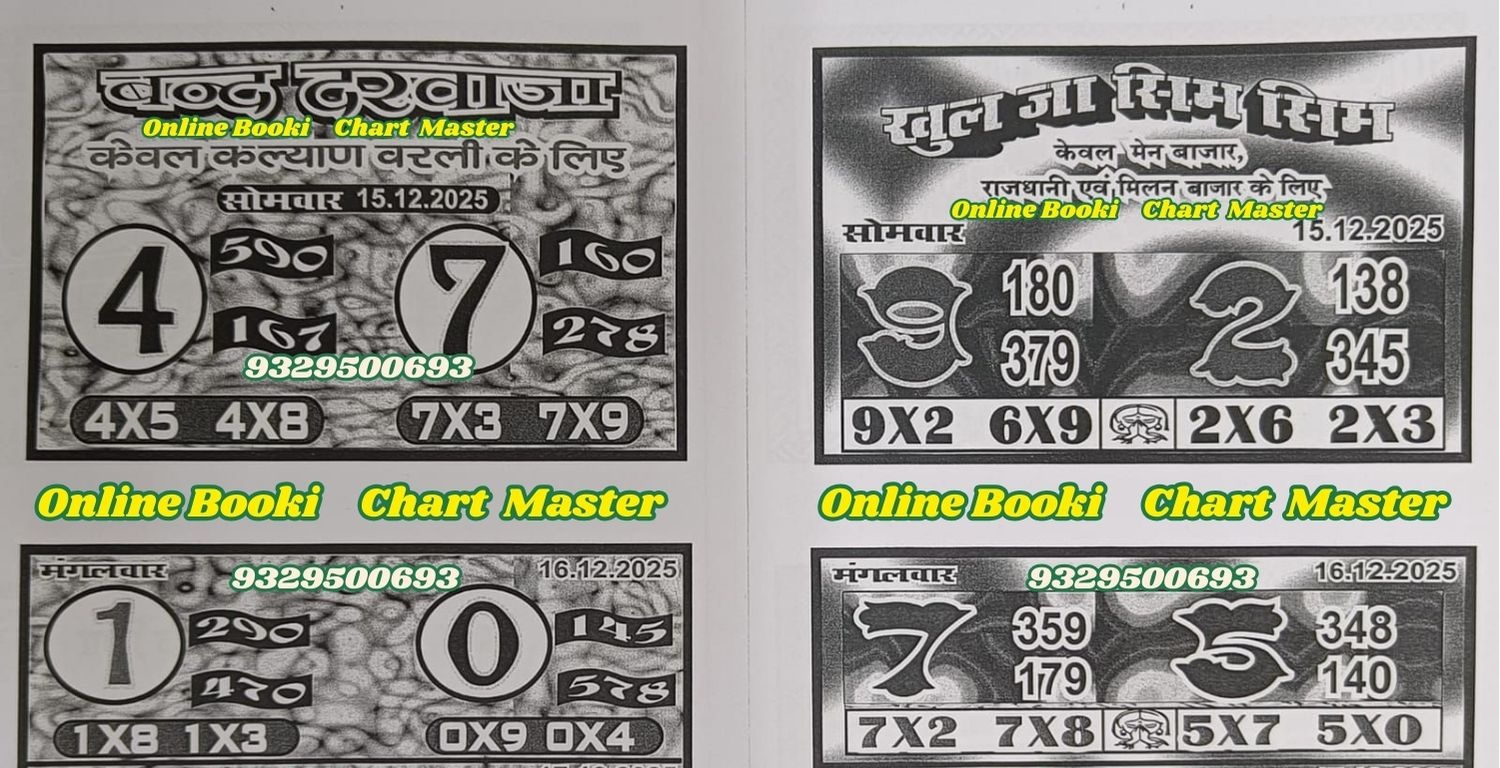 बन्द दरवाजा
Online Booki Chart Master
केवल कल्याण वरली के लिए
सोमवार 15.12.2025
4 590 7 160
167 278
9329500693
4X5 4X8 7X3 7X9
Online Booki Chart Master
मंगलवार 9329500693 16.12.2025
1 290 0 145
470 578
1X8 1X3 0X9 0X4
खुल जा सिम सिम
केवल मेन बाजार,
राजधानी एवं मिलन बाजार के लिए
Online Booki Chart Master
सोमवार 15.12.2025
9 180 2 138
379 345
9X2 6X9 2X6 2X3
Online Booki Chart Master
मंगलवार 9329500693 16.12.2025
7 359 5 348
179 140
7X2 7X8 5X7 5X0